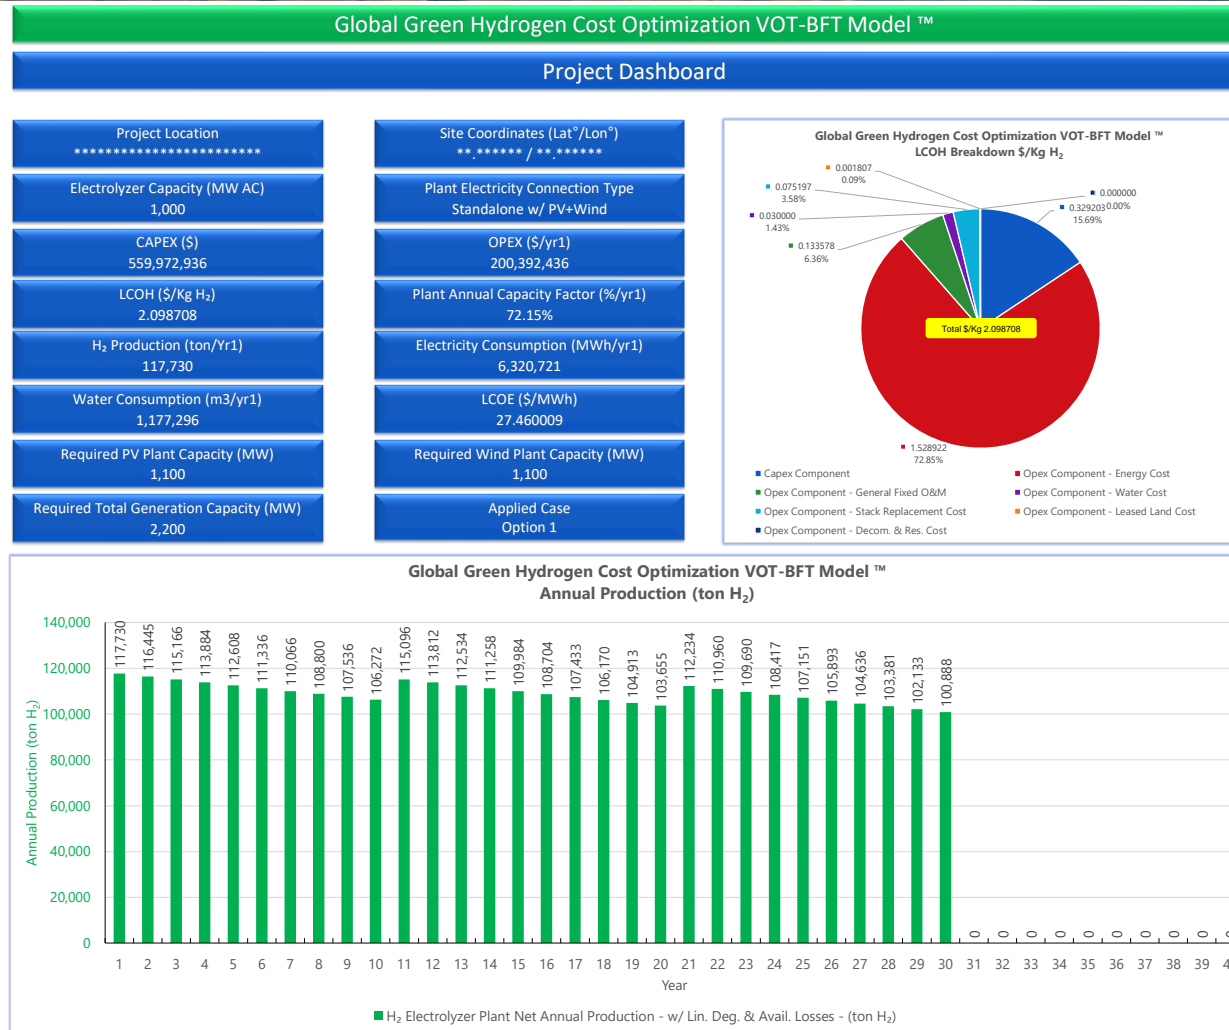 Global Green Hydrogen Cost Optimization VOT-BFT Model ™
Project Dashboard
Project Location
************************
Site Coordinates (Lat°/Lon°)
**.****** / **.******
Electrolyzer Capacity (MW AC)
1,000
Plant Electricity Connection Type
Standalone w/ PV+Wind
CAPEX ($)
559,972,936
OPEX ($/yr1)
200,392,436
LCOH ($/Kg H₂)
2.098708
Plant Annual Capacity Factor (%/yr1)
72.15%
H₂ Production (ton/Yr1)
117,730
Electricity Consumption (MWh/yr1)
6,320,721
Water Consumption (m3/yr1)
1,177,296
LCOE ($/MWh)
27.460009
Required PV Plant Capacity (MW)
1,100
Required Wind Plant Capacity (MW)
1,100
Required Total Generation Capacity (MW)
2,200
Applied Case
Option 1
Global Green Hydrogen Cost Optimization VOT-BFT Model ™
LCOH Breakdown $/Kg H₂
0.001807
0.09%
0.075197
3.58%
0.030000
1.43%
0.133578
6.36%
0.000000
0.00%
0.329203
15.69%
Total $/Kg 2.098708
1.528922
72.85%
Capex Component
Opex Component - Energy Cost
Opex Component - General Fixed O&M
Opex Component - Water Cost
Opex Component - Stack Replacement Cost
Opex Component - Leased Land Cost
Opex Component - Decom. & Res. Cost
Global Green Hydrogen Cost Optimization VOT-BFT Model ™
Annual Production (ton H₂)
Annual Production (ton H₂)
140,000
120,000
100,000
80,000
60,000
40,000
20,000
0
117,730 116,445 115,166 113,884 112,608 111,336 110,066 108,800 107,536 106,272 115,096 113,812 112,534 111,258 109,984 108,704 107,433 106,170 104,913 103,655 112,234 110,960 109,690 108,417 107,151 105,893 104,636 103,381 102,133 100,888 0 0 0 0 0 0 0 0 0 0
1 2 3 4 5 6 7 8 9 10 11 12 13 14 15 16 17 18 19 20 21 22 23 24 25 26 27 28 29 30 31 32 33 34 35 36 37 38 39
Year
H₂ Electrolyzer Plant Net Annual Production - w/ Lin. Deg. & Avail. Losses - (ton H₂)